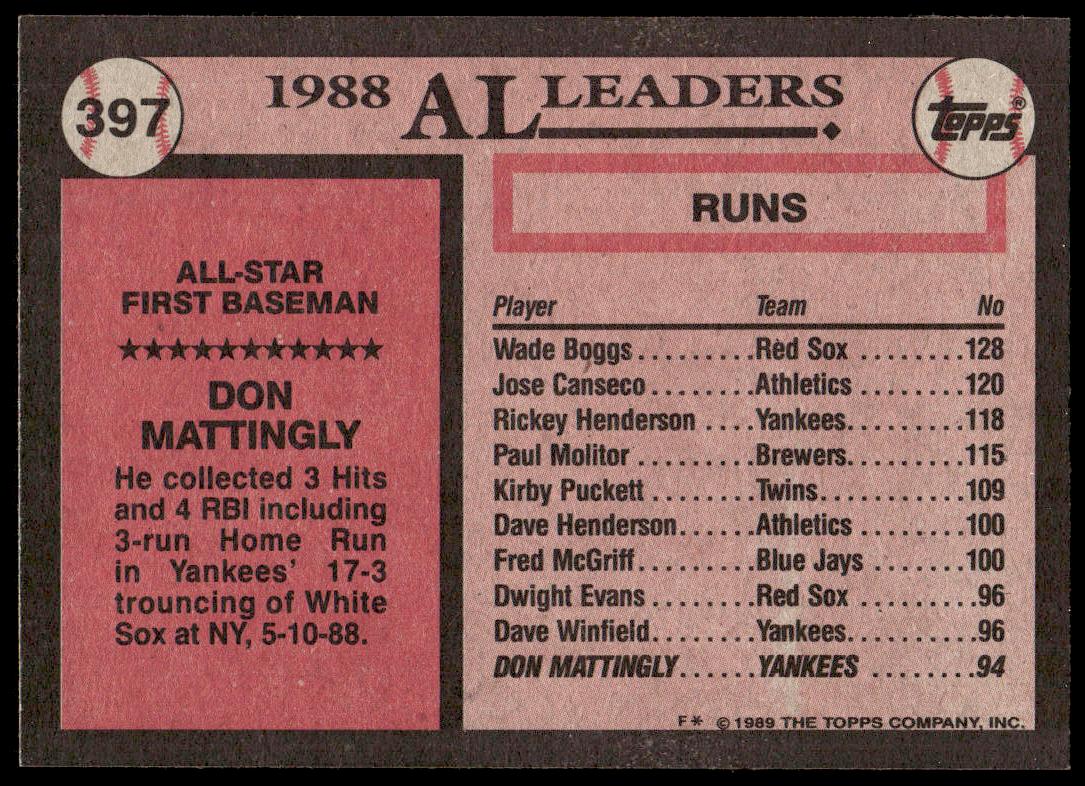 397
1988 AL LEADERS
Topps®
ALL-STAR
FIRST BASEMAN
★★★★★★★★★★★
DON
MATTINGLY
He collected 3 Hits
and 4 RBI including
3-run Home Run
in Yankees' 17-3
trouncing of White
Sox at NY, 5-10-88.
RUNS
Player Team No
Wade Boggs.........Red Sox ........128
Jose Canseco........Athletics ........120
Rickey Henderson ....Yankees.........118
Paul Molitor .........Brewers.........115
Kirby Puckett ........Twins...........109
Dave Henderson......Athletics ........100
Fred McGriff.........Blue Jays .......100
Dwight Evans........Red Sox .........96
Dave Winfield........Yankees..........96
DON MATTINGLY......YANKEES ........94
F* © 1989 THE TOPPS COMPANY, INC.